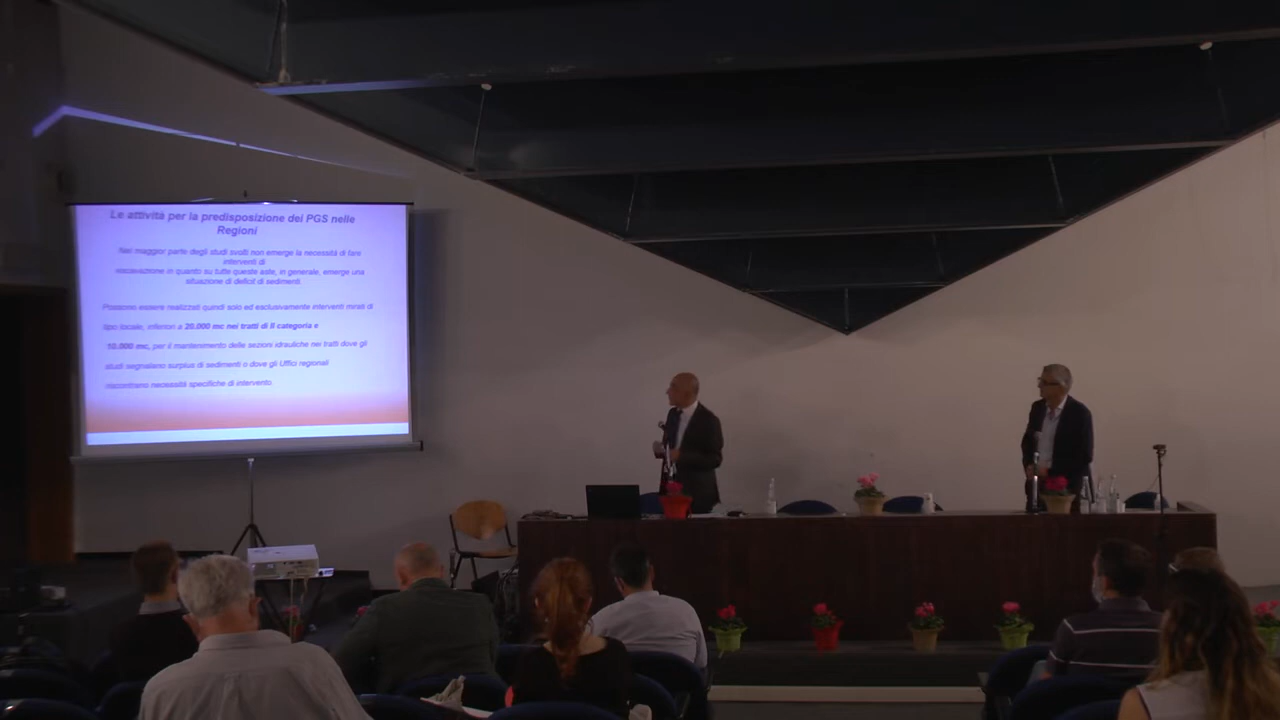 Le attività per la predisposizione dei PGS nelle
Regioni
Nel maggior parte degli studi svolti non emerge la necessità di fare
interventi di
escavazione in quanto su tutte queste aste, in generale, emerge una
situazione di deficit di sedimenti.
Possono essere realizzati quindi solo ed esclusivamente interventi mirati di
tipo locale, inferiori a 20.000 mc nei tratti di II categoria e
10.000 mc, per il mantenimento delle sezioni idrauliche nei tratti dove gli
studi segnalano surplus di sedimenti o dove gli Uffici regionali
riscontrano necessità specifiche di intervento.